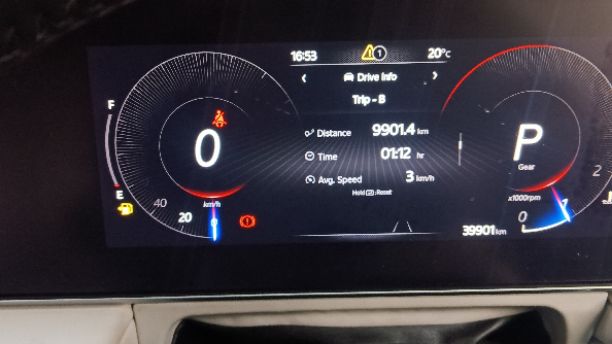 16:53
1
20°C
Drive Info
Trip - B
F
Distance 9901.4 km
Time 01:12 hr
Avg. Speed 3 km/h
Hold OK : Reset
0
km/h
E
40
20
0
P
Gear
x1000rpm
2
1
0
39901 km